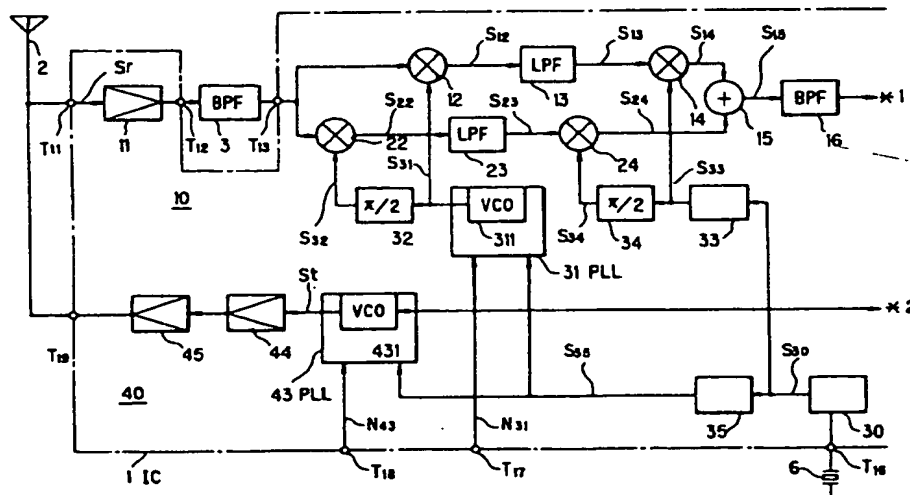 2
Sr
T11
11
T12
BPF
3
T13
S12
12
LPF
13
S13
S14
14
S15
15
BPF
16
*1
S22
22
LPF
23
S23
24
S24
S31
S32
π/2
32
VCO
311
31 PLL
S34
π/2
34
S33
33
10
St
VCO
431
43 PLL
*2
T19
45
44
40
S35
35
S30
30
N43
N31
1 IC
T18
T17
6
T16